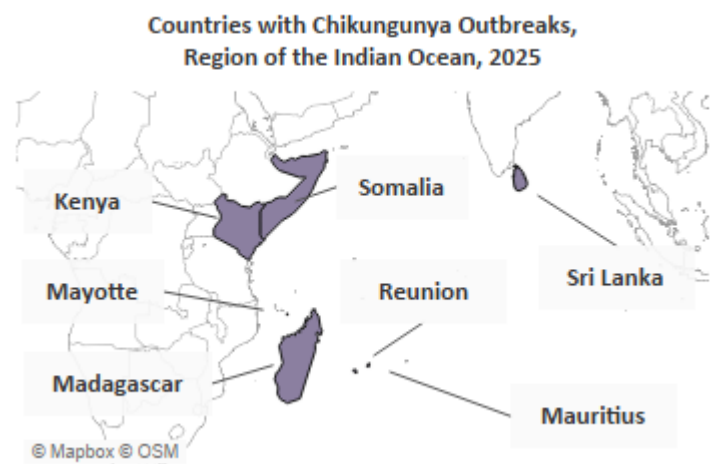 Countries with Chikungunya Outbreaks,
Region of the Indian Ocean, 2025
Kenya
Somalia
Sri Lanka
Mayotte
Reunion
Madagascar
Mauritius
© Mapbox © OSM